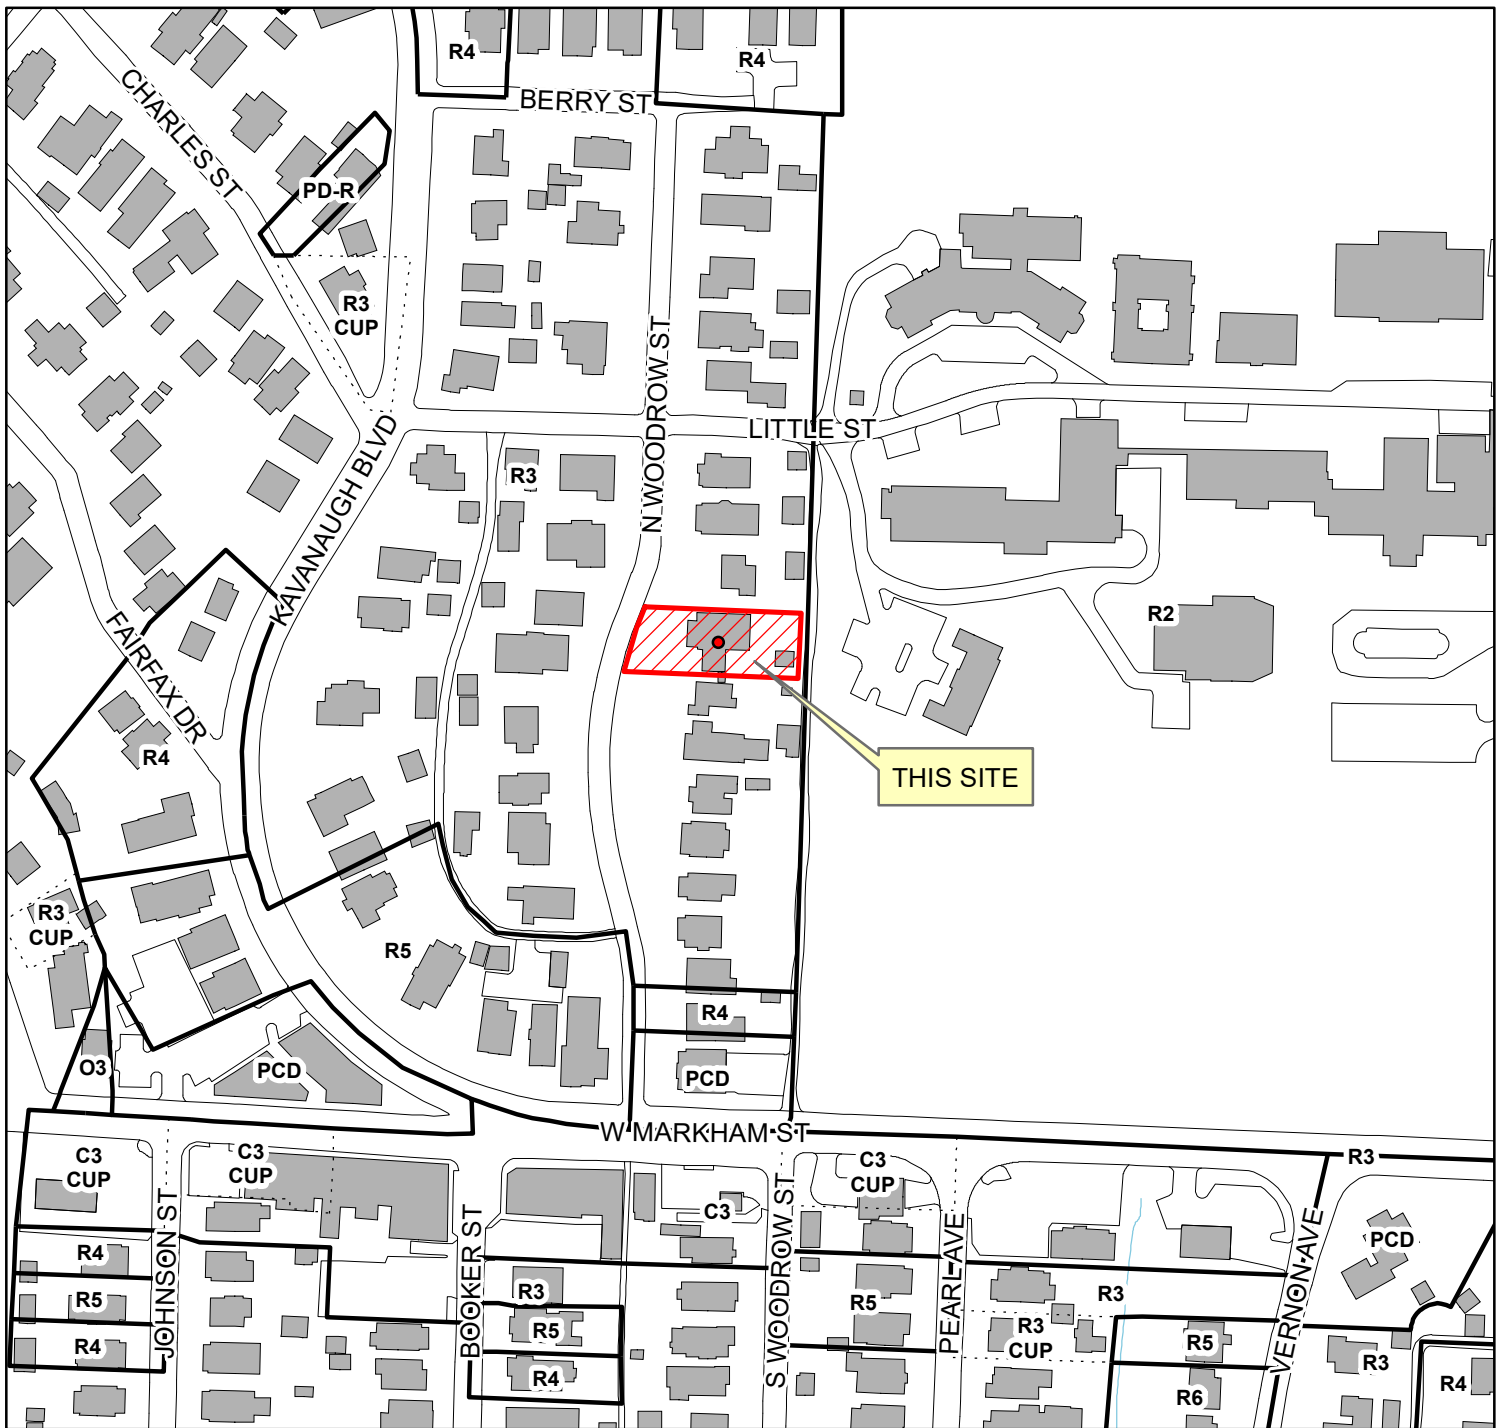 R4
R4
BERRY ST
CHARLES ST
PD-R
R3
CUP
N WOODROW ST
LITTLE ST
KAVANAUGH BLVD
R3
R2
FAIRFAX DR
R4
THIS SITE
R3
CUP
R5
R4
O3
PCD
PCD
W MARKHAM ST
C3
CUP
C3
CUP
C3
CUP
R3
C3
JOHNSON ST
BOOKER ST
S WOODROW ST
PEARL AVE
VERNON AVE
PCD
R4
R3
R3
R5
R5
R5
R3
CUP
R5
R4
R4
R3
R6
R4